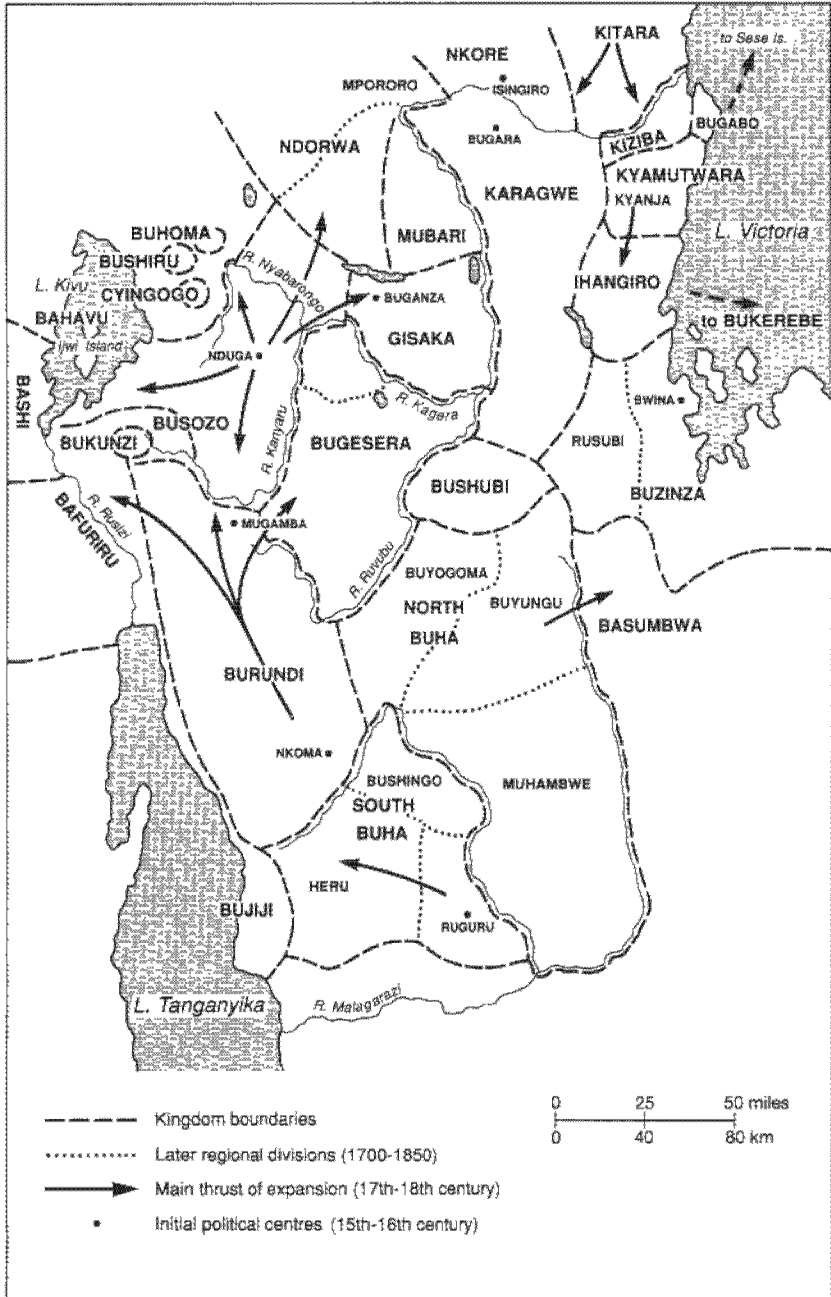 KITARA
to Sese is.
NKORE
ISINGIRO
MPORORO
BUGABO
NDORWA
BUGARA
KIZIBA
KYAMUTWARA
KARAGWE
KYANJA
MUBARI
L. Victoria
BUHOMA
BUSHIRU
R. Nyabarongo
L. Kivu
CYINGOGO
IHANGIRO
BUGANZA
BAHAVU
to BUKEREBE
Ijwi Island
GISAKA
NDUGA
BASHI
R. Kagera
BWINA
BUSOZO
R. Kanyaru
BUKUNZI
BUGESERA
RUSUBI
BUSHUBI
BUZINZA
R. Rusizi
BAFURIRU
MUGAMBA
R. Ruvubu
BUYOGOMA
NORTH
BUYUNGU
BUHA
BASUMBWA
BURUNDI
NKOMA
BUSHINGO
MUHAMBWE
SOUTH
BUHA
HERU
BUJIJI
RUGURU
L. Tanganyika
R. Malagarazi
Kingdom boundaries
Later regional divisions (1700-1850)
Main thrust of expansion (17th-18th century)
Initial political centres (15th-16th century)
0 25 50 miles
0 40 80 km